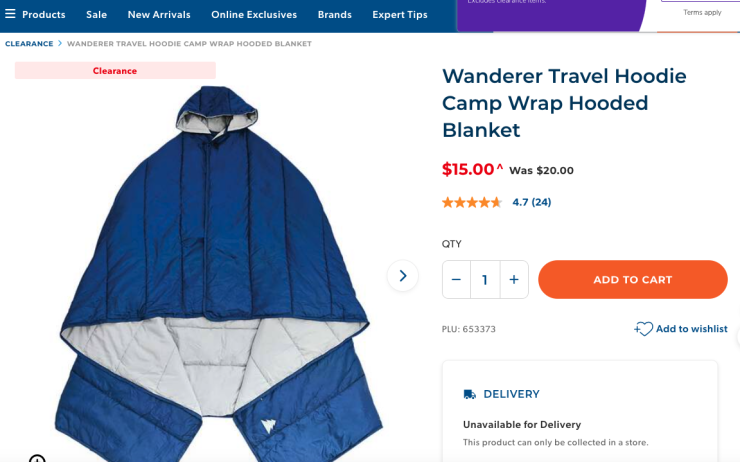 Products Sale New Arrivals Online Exclusives Brands Expert Tips
Excludes clearance items.
Terms apply
CLEARANCE > WANDERER TRAVEL HOODIE CAMP WRAP HOODED BLANKET
Clearance
Wanderer Travel Hoodie
Camp Wrap Hooded
Blanket
$15.00^ Was $20.00
4.7 (24)
QTY
− 1 +
ADD TO CART
PLU: 653373
Add to wishlist
DELIVERY
Unavailable for Delivery
This product can only be collected in a store.